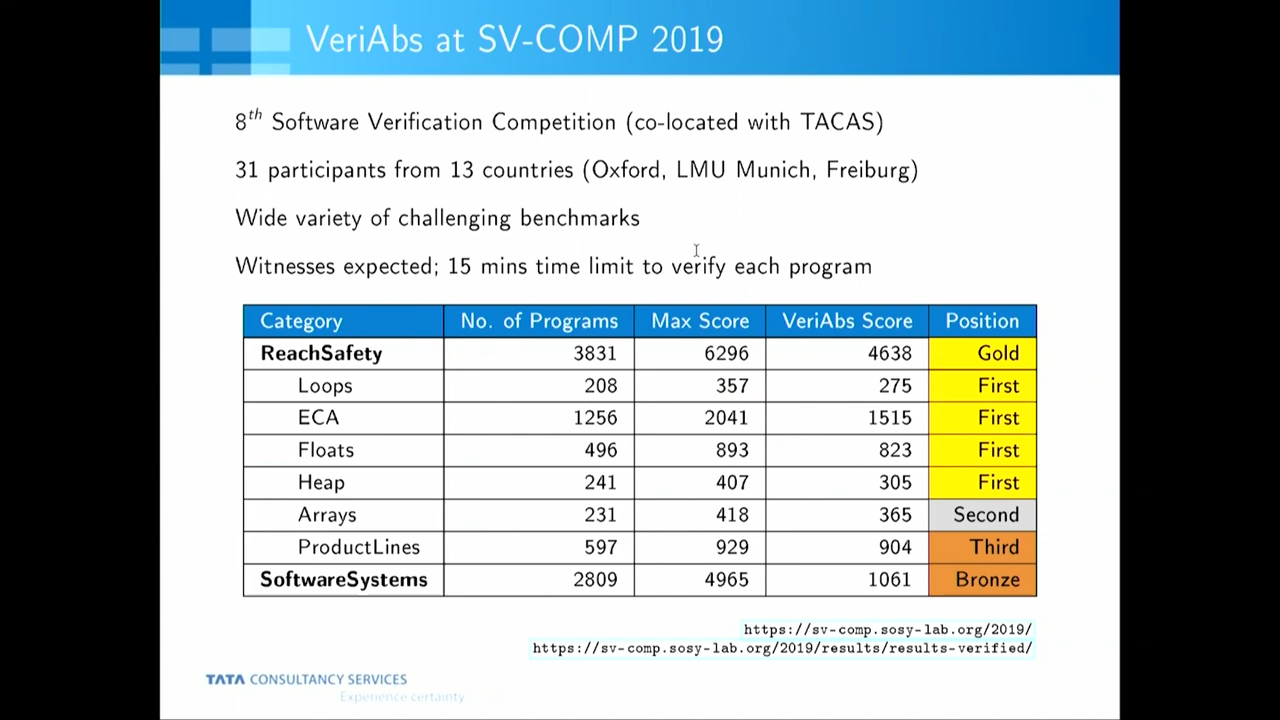 VeriAbs at SV-COMP 2019
8th Software Verification Competition (co-located with TACAS)
31 participants from 13 countries (Oxford, LMU Munich, Freiburg)
Wide variety of challenging benchmarks
Witnesses expected; 15 mins time limit to verify each program
Category No. of Programs Max Score VeriAbs Score Position
ReachSafety 3831 6296 4638 Gold
Loops 208 357 275 First
ECA 1256 2041 1515 First
Floats 496 893 823 First
Heap 241 407 305 First
Arrays 231 418 365 Second
ProductLines 597 929 904 Third
SoftwareSystems 2809 4965 1061 Bronze
https://sv-comp.sosy-lab.org/2019/
https://sv-comp.sosy-lab.org/2019/results/results-verified/
TATA CONSULTANCY SERVICES
Experience certainty